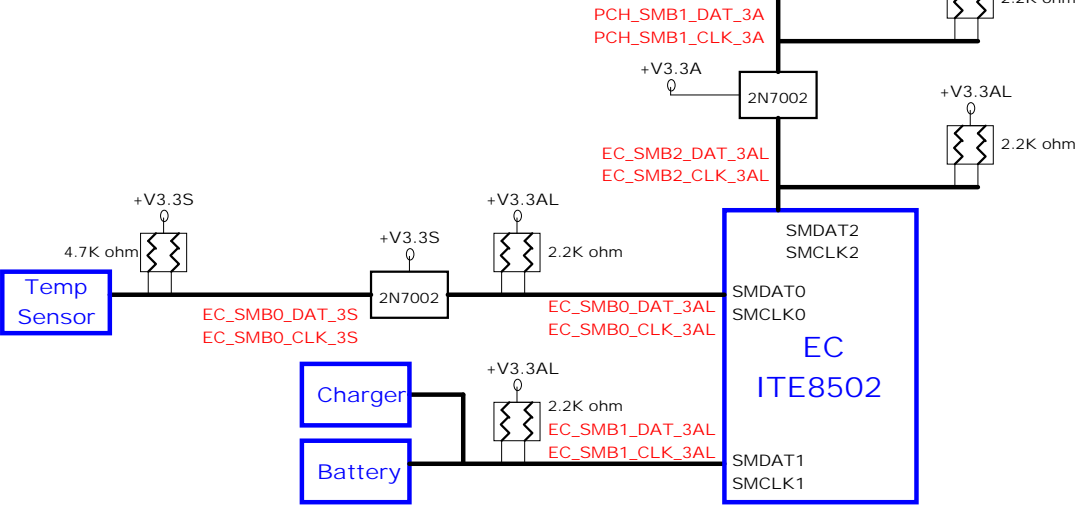 2.2K ohm
PCH_SMB1_DAT_3A
PCH_SMB1_CLK_3A
+V3.3A
2N7002
+V3.3AL
2.2K ohm
EC_SMB2_DAT_3AL
EC_SMB2_CLK_3AL
+V3.3S
4.7K ohm
+V3.3S
2N7002
+V3.3AL
2.2K ohm
SMDAT2
SMCLK2
Temp
Sensor
EC_SMB0_DAT_3S
EC_SMB0_CLK_3S
EC_SMB0_DAT_3AL
EC_SMB0_CLK_3AL
SMDAT0
SMCLK0
EC
ITE8502
Charger
Battery
+V3.3AL
2.2K ohm
EC_SMB1_DAT_3AL
EC_SMB1_CLK_3AL
SMDAT1
SMCLK1